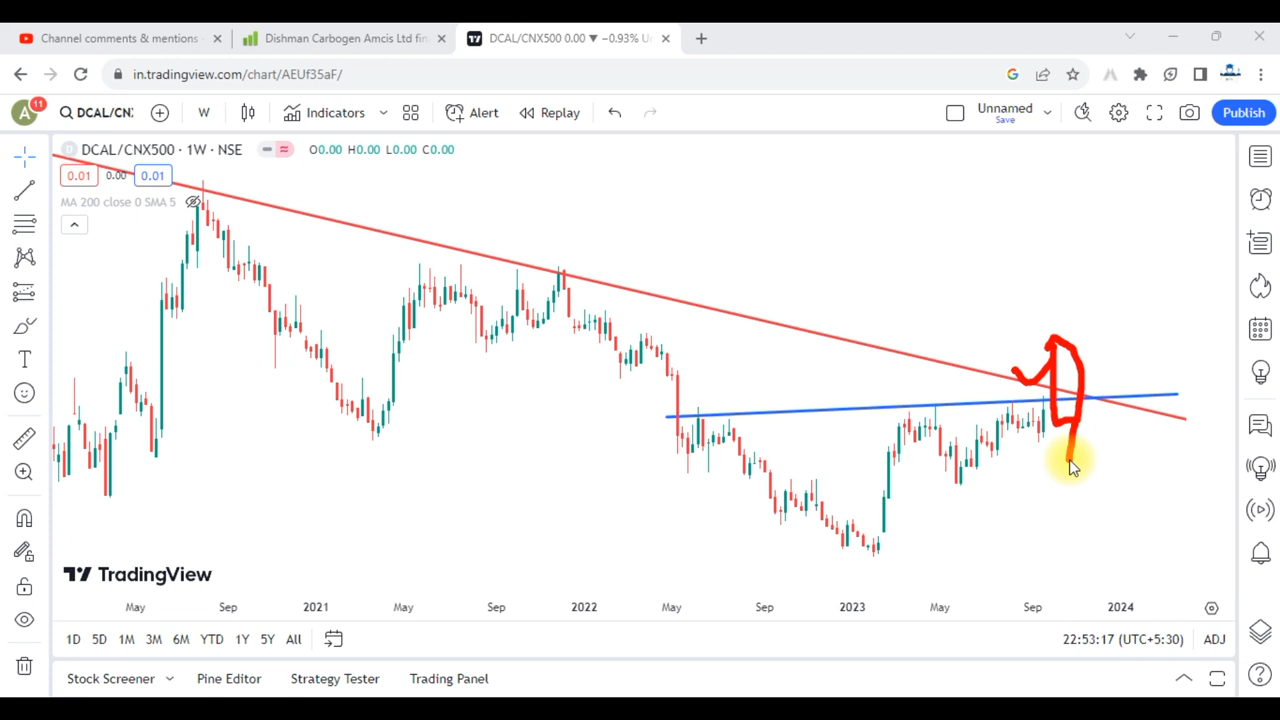 Channel comments & mentions -
Dishman Carbogen Amcis Ltd fin
DCAL/CNX500 0.00 ▼ −0.93% Un
in.tradingview.com/chart/AEUf35aF/
A 11 DCAL/CN: W Indicators Alert Replay Unnamed Save Publish
DCAL/CNX500 · 1W · NSE O0.00 H0.00 L0.00 C0.00
0.01 0.00 0.01
MA 200 close 0 SMA 5
TradingView
May Sep 2021 May Sep 2022 May Sep 2023 May Sep 2024
1D 5D 1M 3M 6M YTD 1Y 5Y All 22:53:17 (UTC+5:30) ADJ
Stock Screener Pine Editor Strategy Tester Trading Panel